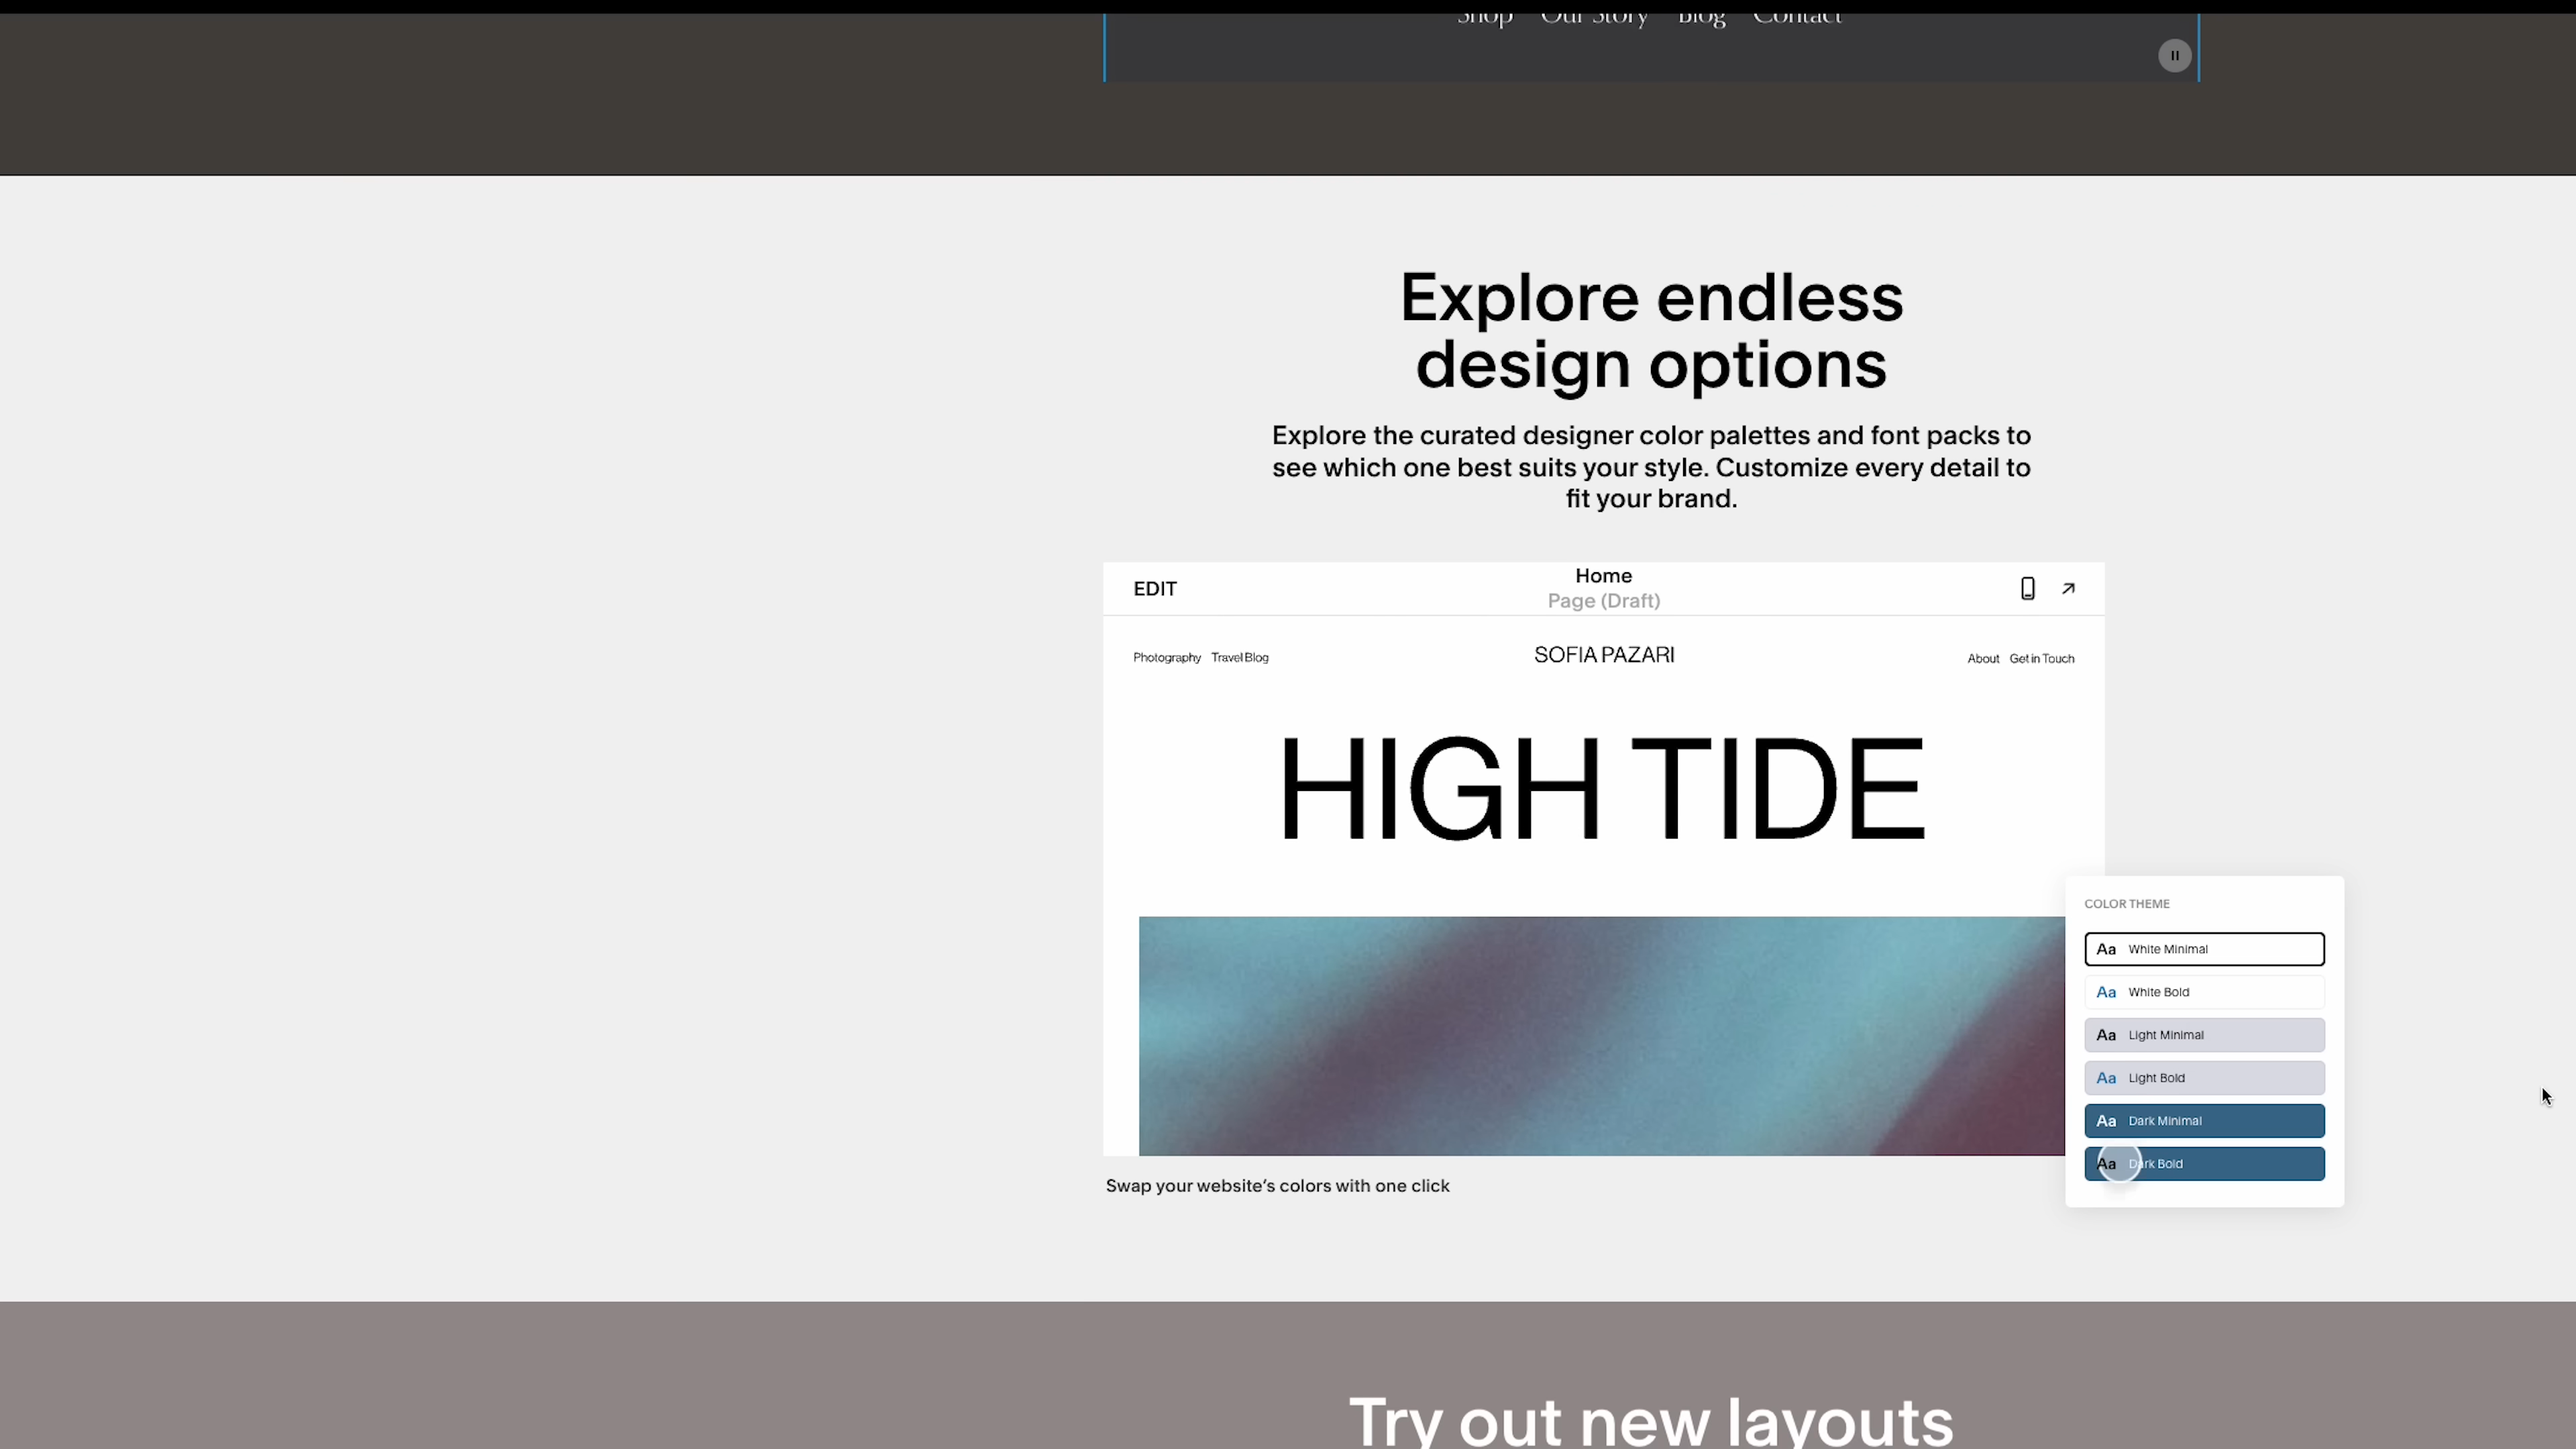 Shop Our Story Blog Contact
Explore endless
design options
Explore the curated designer color palettes and font packs to
see which one best suits your style. Customize every detail to
fit your brand.
EDIT
Home
Page (Draft)
Photography Travel Blog
SOFIA PAZARI
About Get in Touch
HIGH TIDE
COLOR THEME
Aa White Minimal
Aa White Bold
Aa Light Minimal
Aa Light Bold
Aa Dark Minimal
Aa Dark Bold
Swap your website’s colors with one click
Try out new layouts